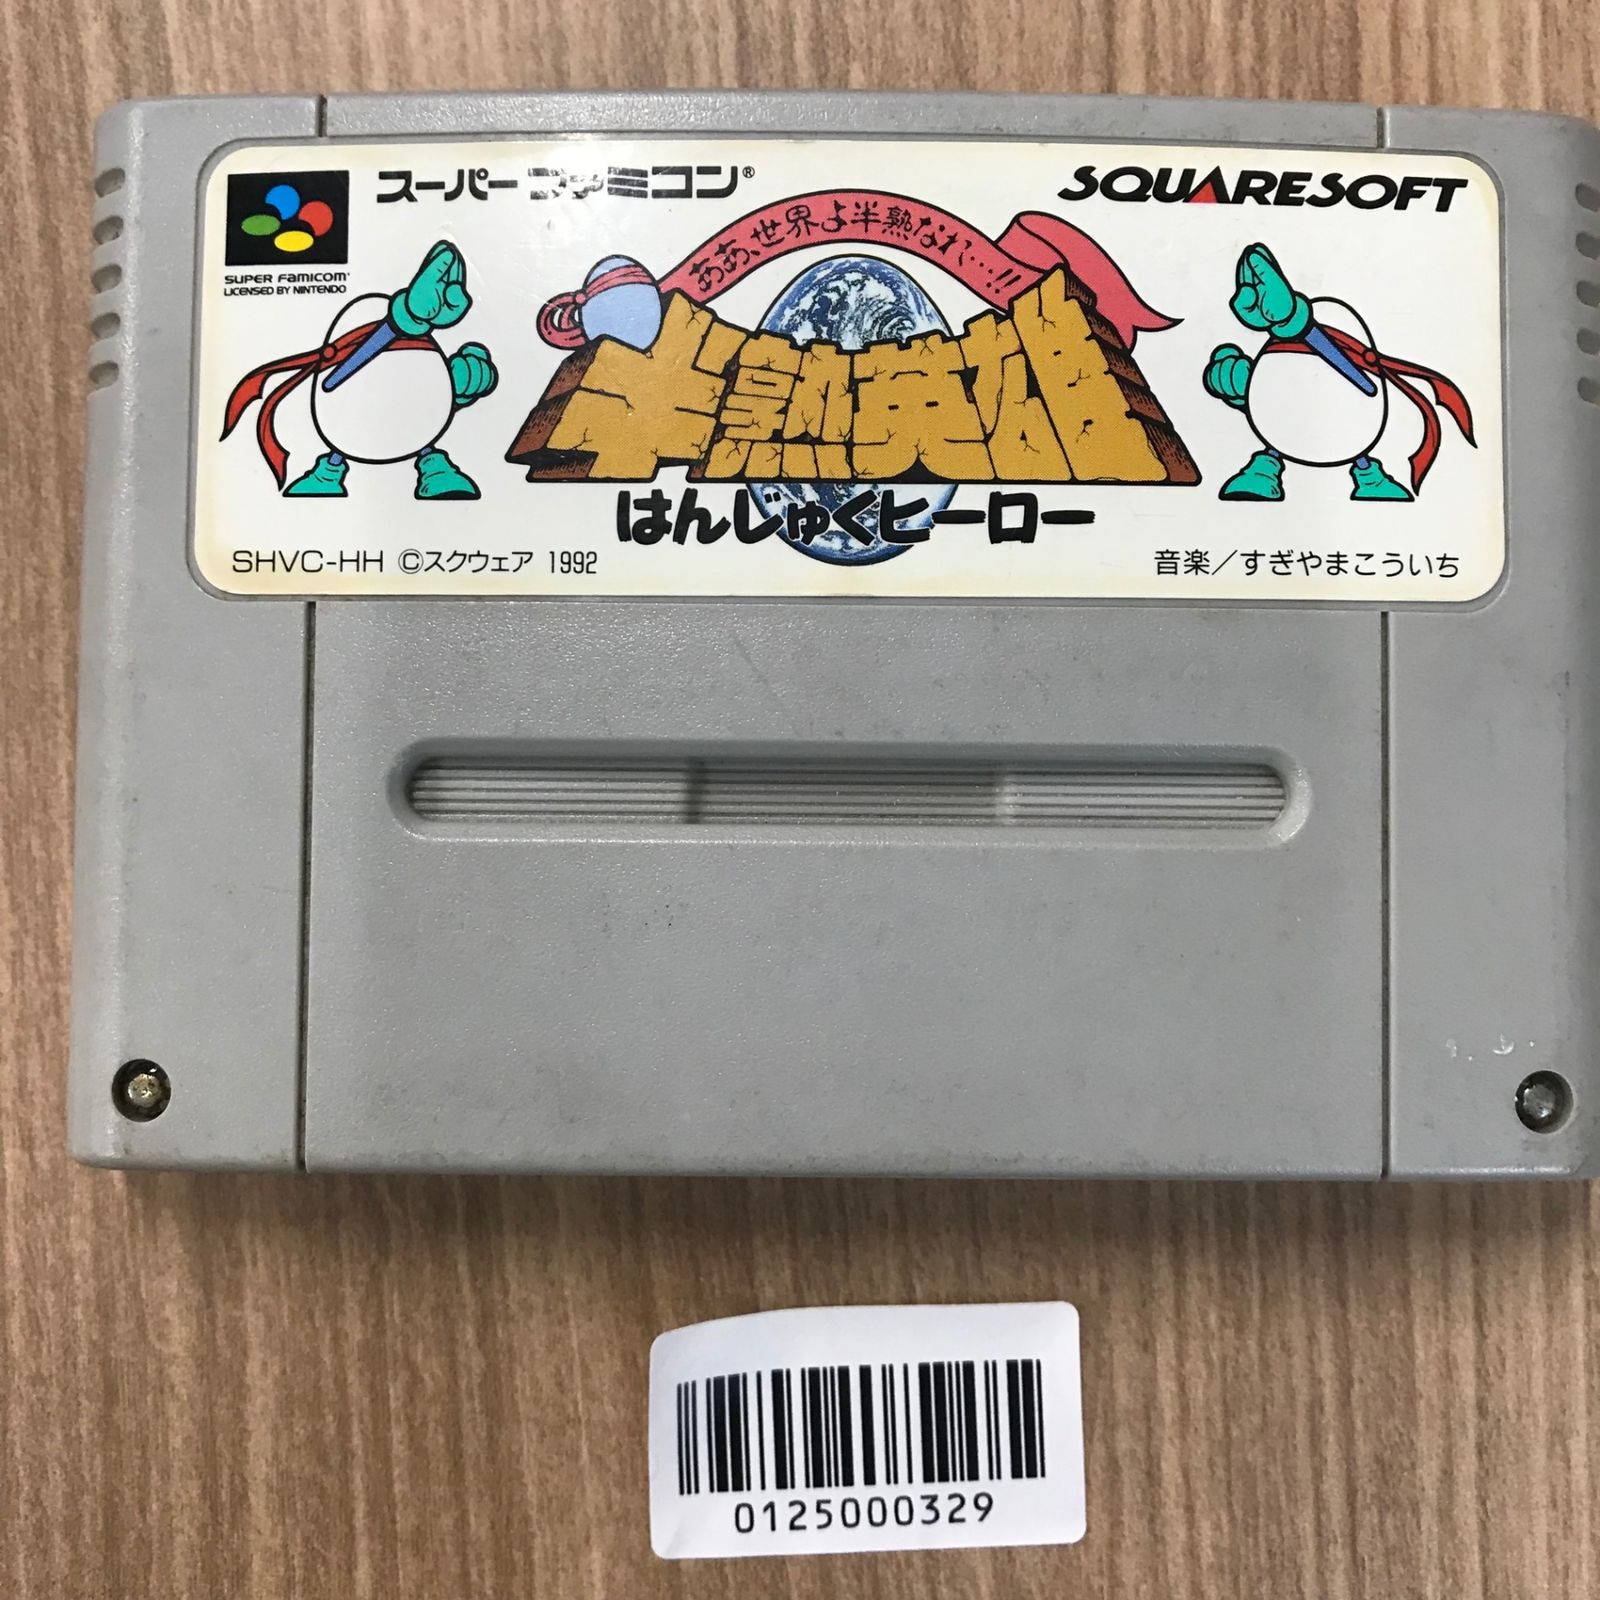 スーパーファミコン®
SQUARESOFT
SUPER FAMICOM
LICENSED BY NINTENDO
ああ、世界よ半熟なれ…!!
半熟英雄
はんじゅくヒーロー
SHVC-HH ©スクウェア 1992
音楽/すぎやまこういち
0125000329